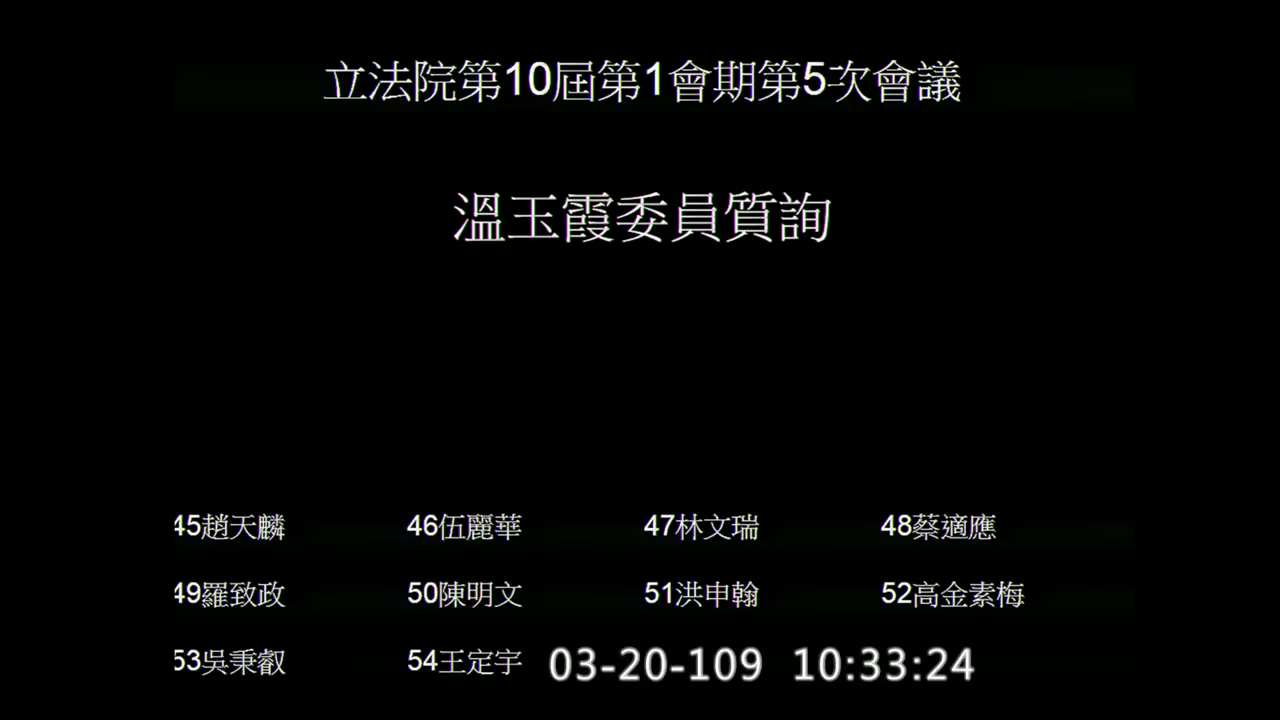 立法院第10屆第1會期第5次會議
溫玉霞委員質詢
45趙天麟 46伍麗華 47林文瑞 48蔡適應
49羅致政 50陳明文 51洪申翰 52高金素梅
53吳秉叡 54王定宇 03-20-109 10:33:24